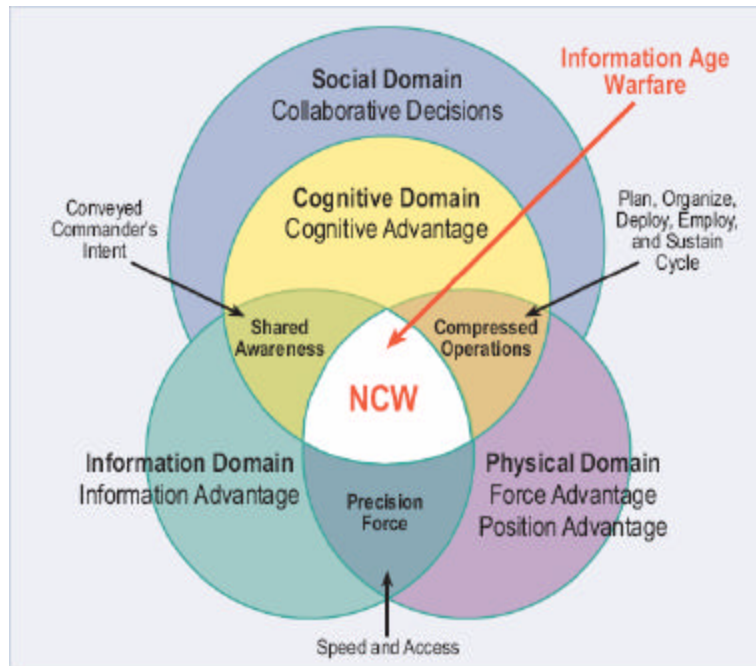 Social Domain
Collaborative Decisions
Information Age
Warfare
Cognitive Domain
Cognitive Advantage
Conveyed
Commander's
Intent
Plan, Organize,
Deploy, Employ,
and Sustain
Cycle
Shared
Awareness
Compressed
Operations
NCW
Information Domain
Information Advantage
Physical Domain
Force Advantage
Position Advantage
Precision
Force
Speed and Access